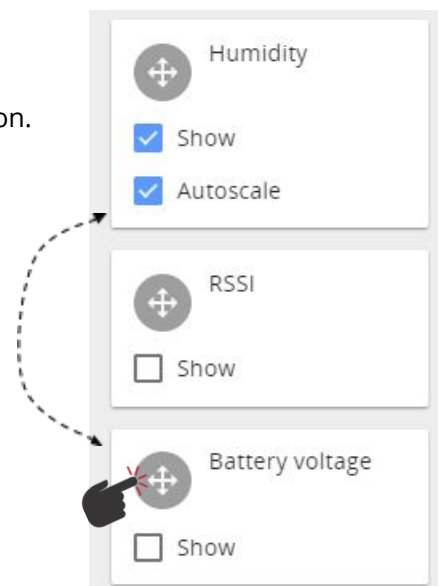 Humidity
on.
Show
Autoscale
RSSI
Show
Battery voltage
Show